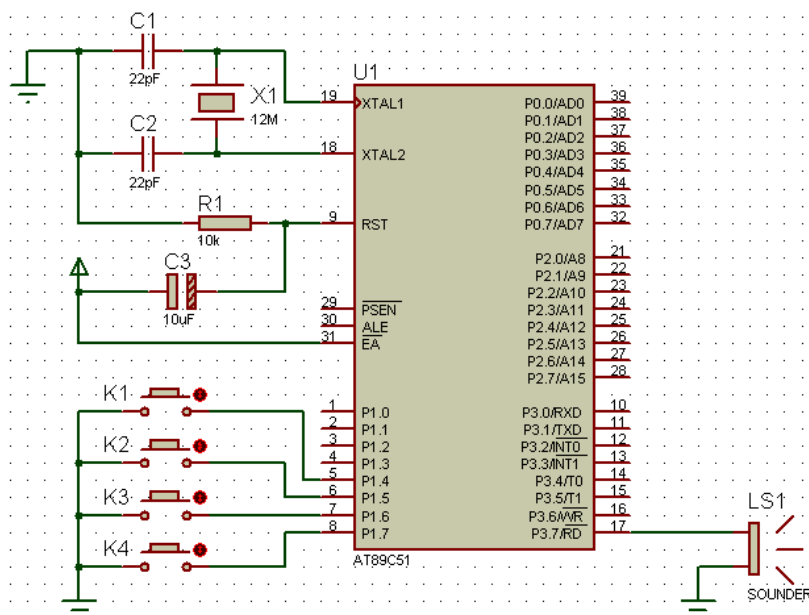 C1
22pF
X1
12M
C2
22pF
R1
10k
C3
10uF
K1
K2
K3
K4
U1
19 XTAL1
18 XTAL2
9 RST
29 PSEN
30 ALE
31 EA
1 P1.0
2 P1.1
3 P1.2
4 P1.3
5 P1.4
6 P1.5
7 P1.6
8 P1.7
P0.0/AD0 39
P0.1/AD1 38
P0.2/AD2 37
P0.3/AD3 36
P0.4/AD4 35
P0.5/AD5 34
P0.6/AD6 33
P0.7/AD7 32
P2.0/A8 21
P2.1/A9 22
P2.2/A10 23
P2.3/A11 24
P2.4/A12 25
P2.5/A13 26
P2.6/A14 27
P2.7/A15 28
P3.0/RXD 10
P3.1/TXD 11
P3.2/INT0 12
P3.3/INT1 13
P3.4/T0 14
P3.5/T1 15
P3.6/WR 16
P3.7/RD 17
AT89C51
LS1
SOUNDER